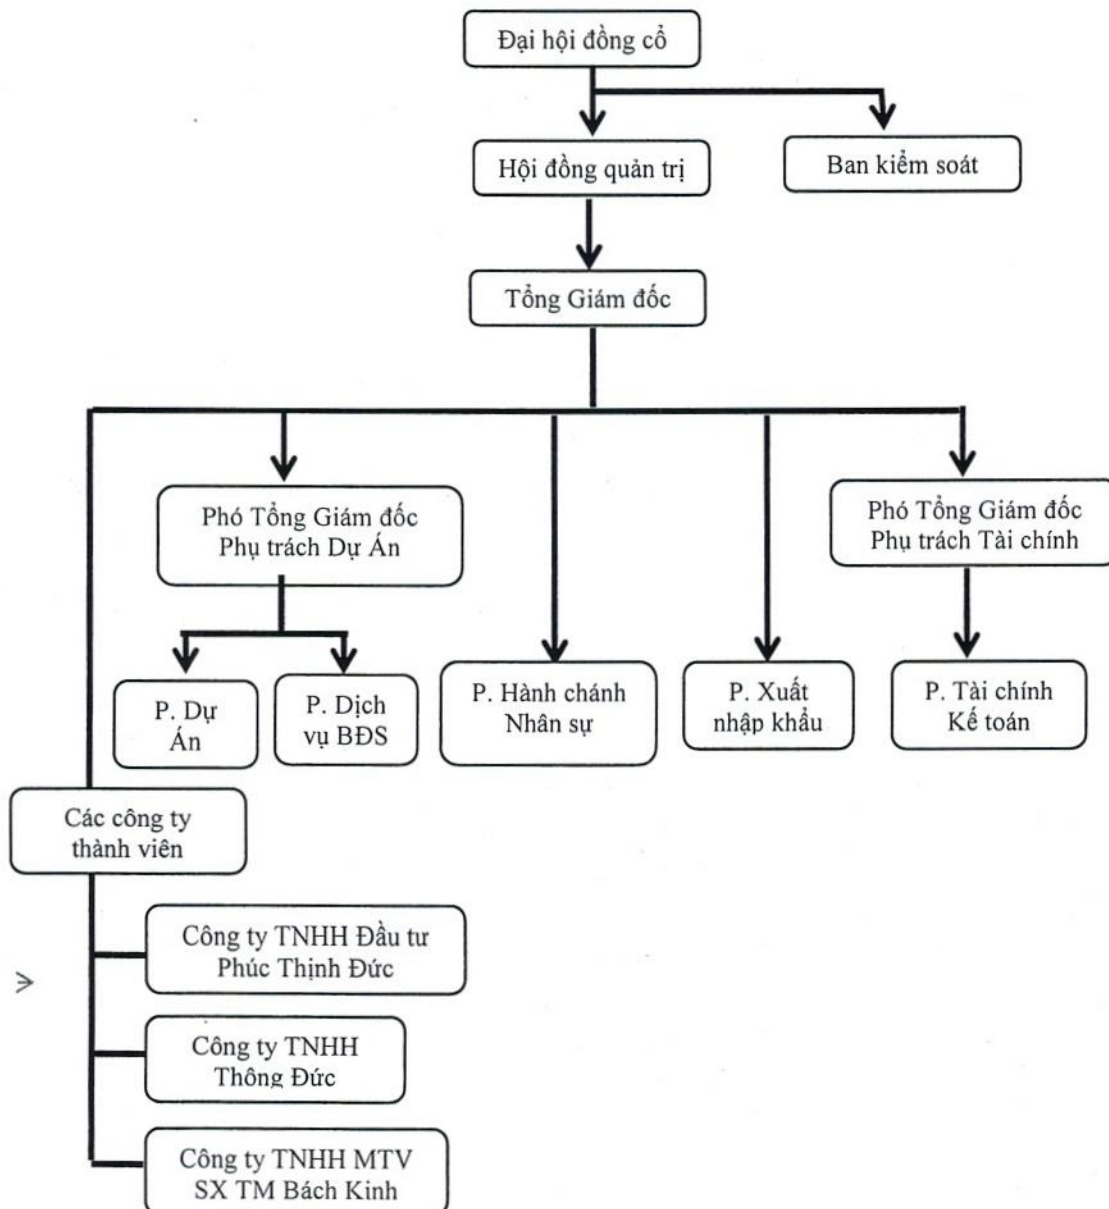 Đại hội đồng cổ
Hội đồng quản trị
Ban kiểm soát
Tổng Giám đốc
Phó Tổng Giám đốc
Phụ trách Dự Án
Phó Tổng Giám đốc
Phụ trách Tài chính
P. Dự
Án
P. Dịch
vụ BĐS
P. Hành chánh
Nhân sự
P. Xuất
nhập khẩu
P. Tài chính
Kế toán
Các công ty
thành viên
Công ty TNHH Đầu tư
Phúc Thịnh Đức
Công ty TNHH
Thông Đức
Công ty TNHH MTV
SX TM Bách Kinh